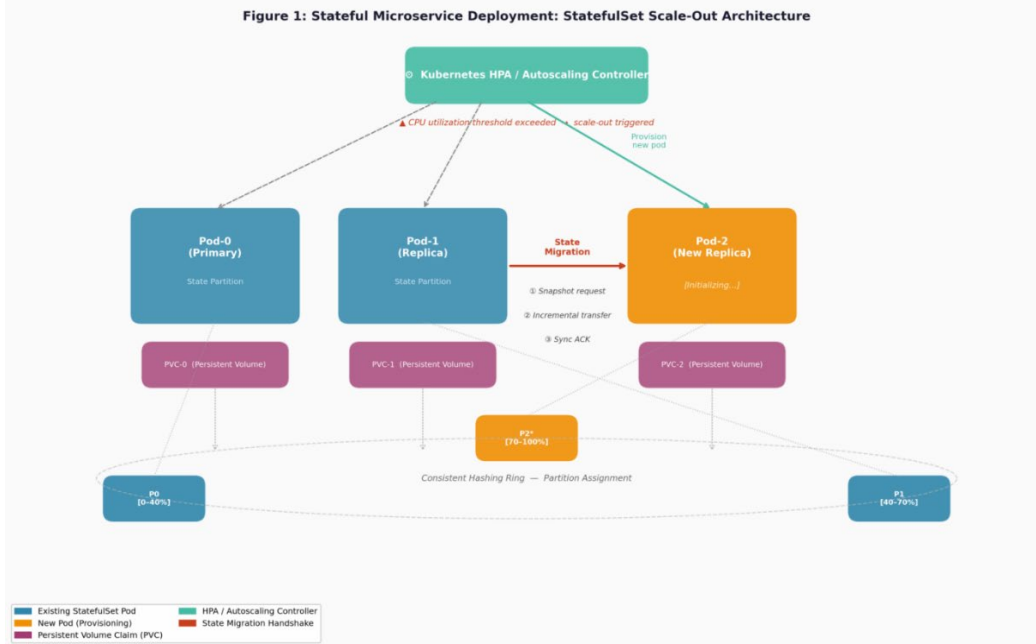 Figure 1: Stateful Microservice Deployment: StatefulSet Scale-Out Architecture
⚙ Kubernetes HPA / Autoscaling Controller
▲ CPU utilization threshold exceeded → scale-out triggered
Provision
new pod
Pod-0
(Primary)
State Partition
Pod-1
(Replica)
State Partition
State
Migration
① Snapshot request
② Incremental transfer
③ Sync ACK
Pod-2
(New Replica)
[Initializing...]
PVC-0 (Persistent Volume)
PVC-1 (Persistent Volume)
PVC-2 (Persistent Volume)
P2*
[70-100%]
Consistent Hashing Ring — Partition Assignment
P0
[0-40%]
P1
[40-70%]
Existing StatefulSet Pod
New Pod (Provisioning)
Persistent Volume Claim (PVC)
HPA / Autoscaling Controller
State Migration Handshake